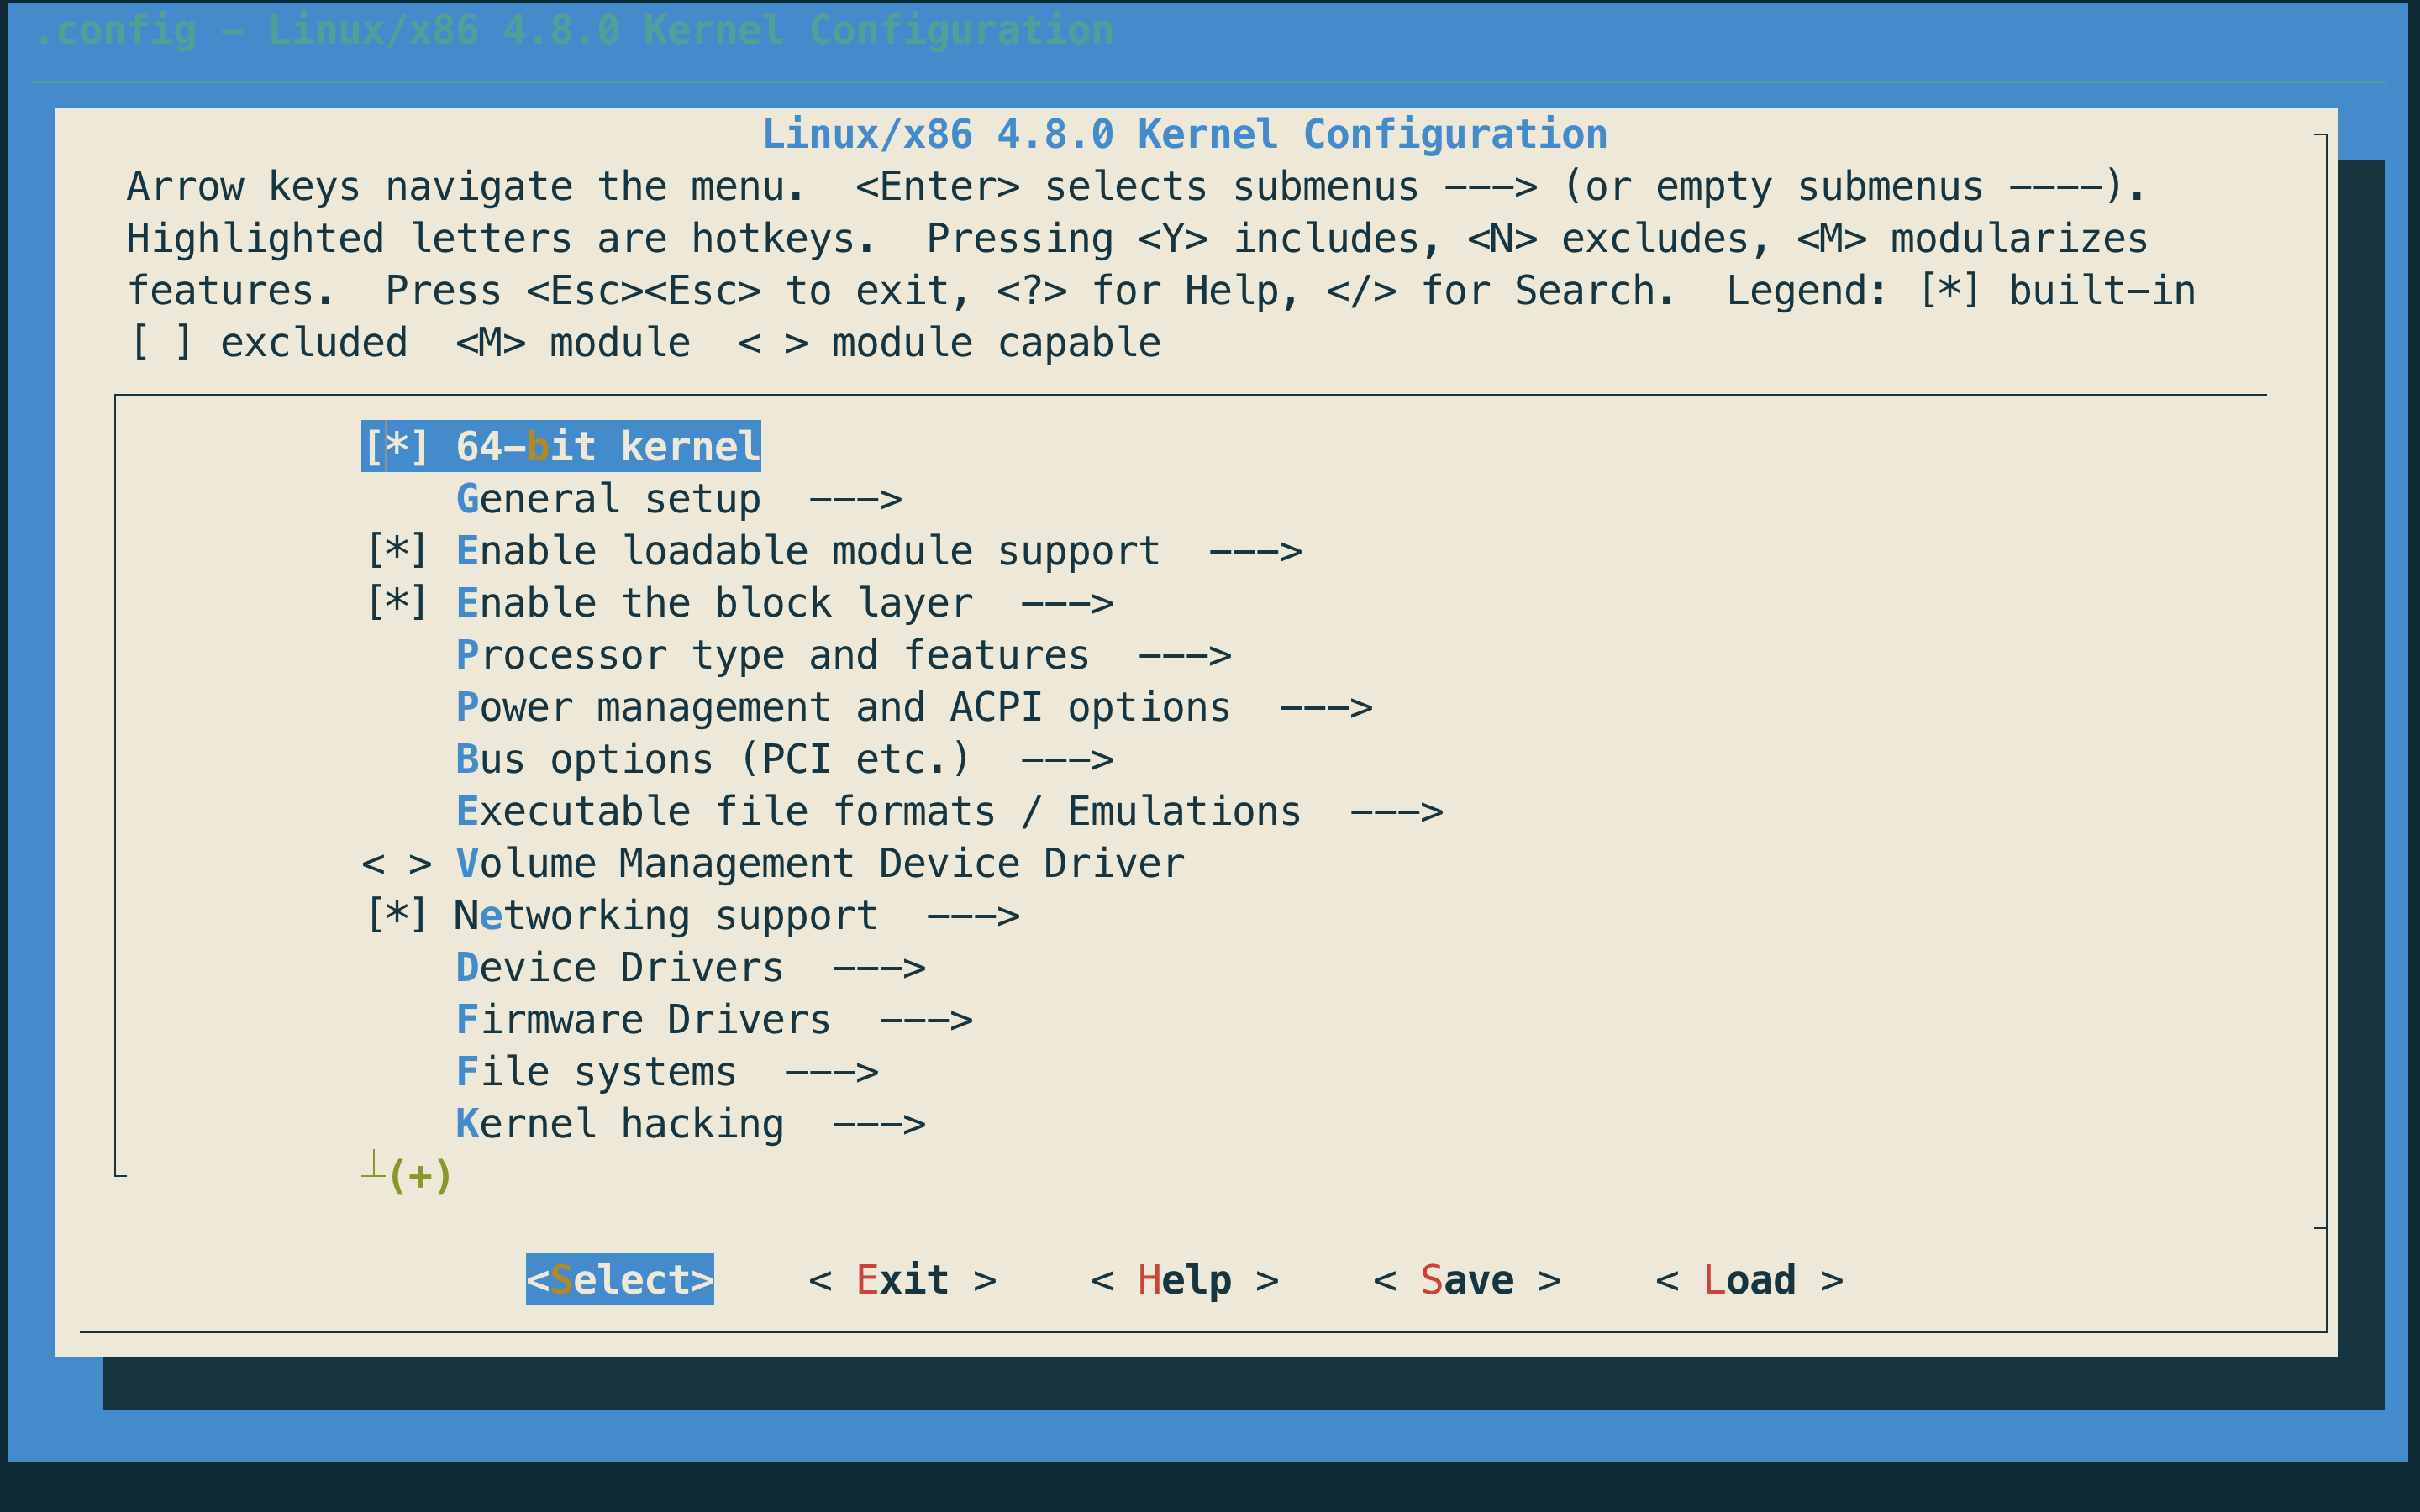 .config - Linux/x86 4.8.0 Kernel Configuration
Linux/x86 4.8.0 Kernel Configuration
Arrow keys navigate the menu.  <Enter> selects submenus ---> (or empty submenus ----).
Highlighted letters are hotkeys.  Pressing <Y> includes, <N> excludes, <M> modularizes
features.  Press <Esc><Esc> to exit, <?> for Help, </> for Search.  Legend: [*] built-in
[ ] excluded  <M> module  < > module capable
[*] 64-bit kernel
General setup  --->
[*] Enable loadable module support  --->
[*] Enable the block layer  --->
Processor type and features  --->
Power management and ACPI options  --->
Bus options (PCI etc.)  --->
Executable file formats / Emulations  --->
< > Volume Management Device Driver
[*] Networking support  --->
Device Drivers  --->
Firmware Drivers  --->
File systems  --->
Kernel hacking  --->
┴(+)
<Select>    < Exit >    < Help >    < Save >    < Load >